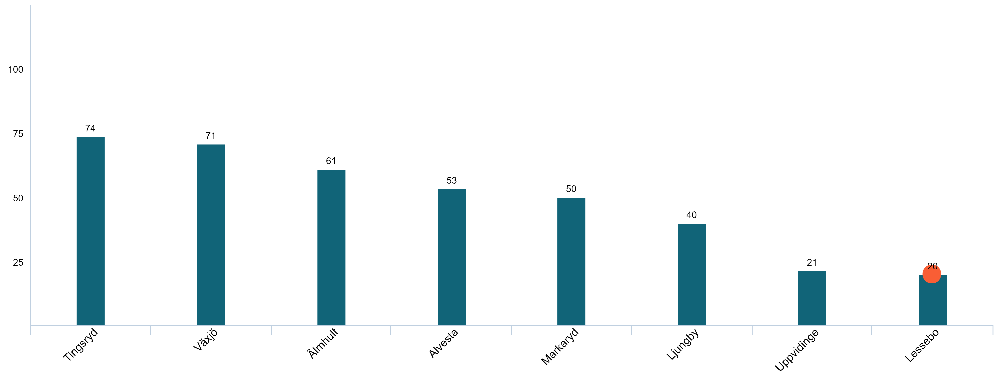 100
75
50
25
74
71
61
53
50
40
21
20
Tingsryd
Växjö
Älmhult
Alvesta
Markaryd
Ljungby
Uppvidinge
Lessebo